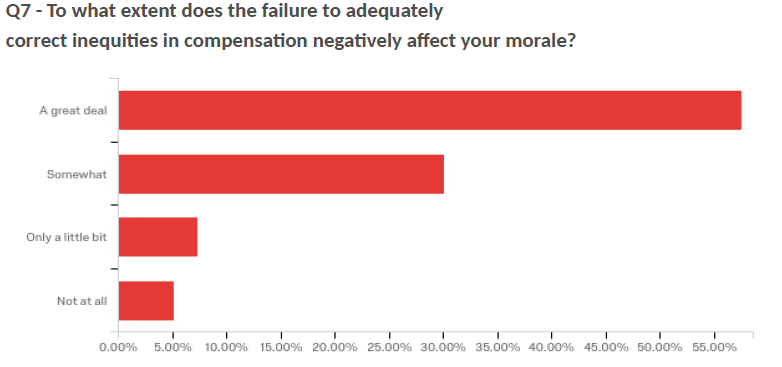 Q7 - To what extent does the failure to adequately
correct inequities in compensation negatively affect your morale?
A great deal
Somewhat
Only a little bit
Not at all
0.00% 5.00% 10.00% 15.00% 20.00% 25.00% 30.00% 35.00% 40.00% 45.00% 50.00% 55.00%